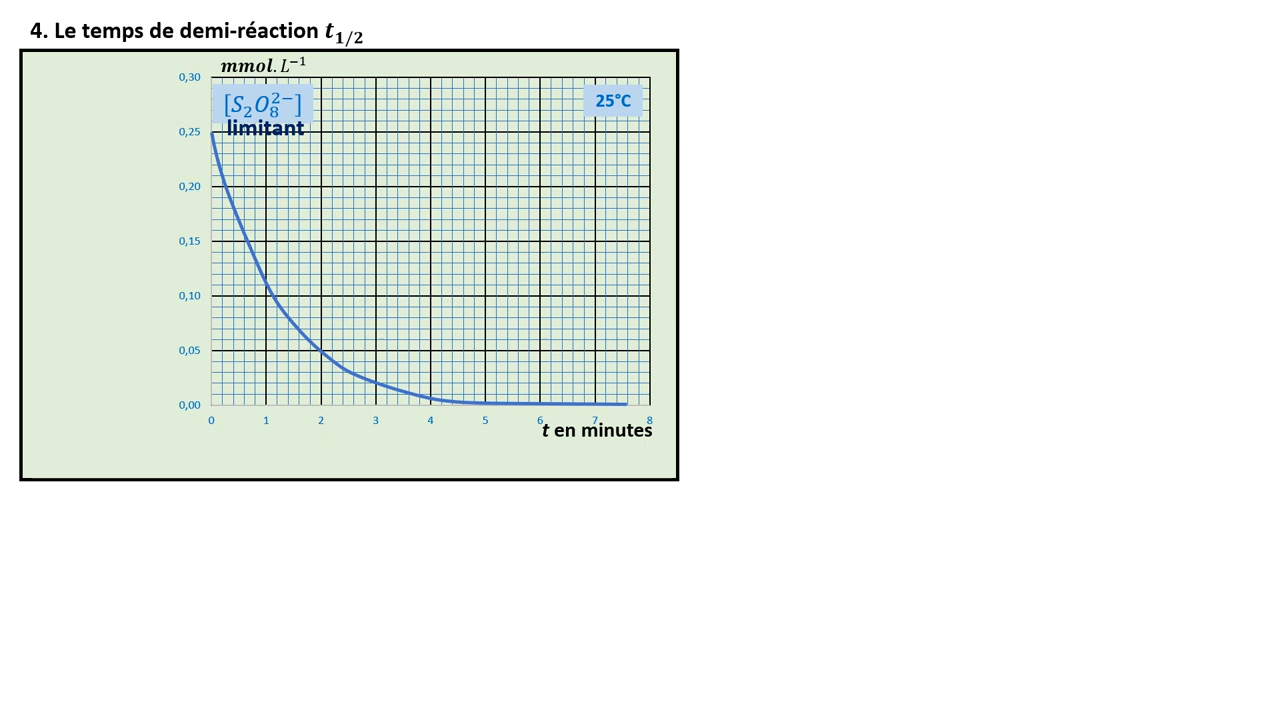 4. Le temps de demi-réaction t1/2
mmol.L⁻¹
0,30
[S₂O₈²⁻]
25°C
limitant
0,25
0,20
0,15
0,10
0,05
0,00
0 1 2 3 4 5 6 7 8
t en minutes